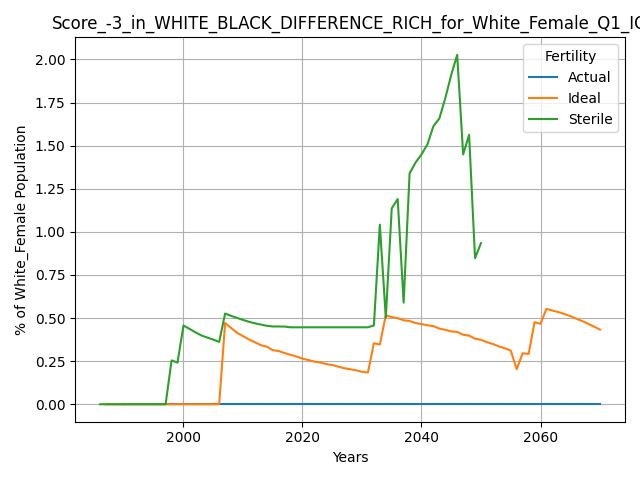 Score_-3_in_WHITE_BLACK_DIFFERENCE_RICH_for_White_Female_Q1_IC
Fertility
Actual
Ideal
Sterile
% of White_Female Population
2.00
1.75
1.50
1.25
1.00
0.75
0.50
0.25
0.00
2000 2020 2040 2060
Years